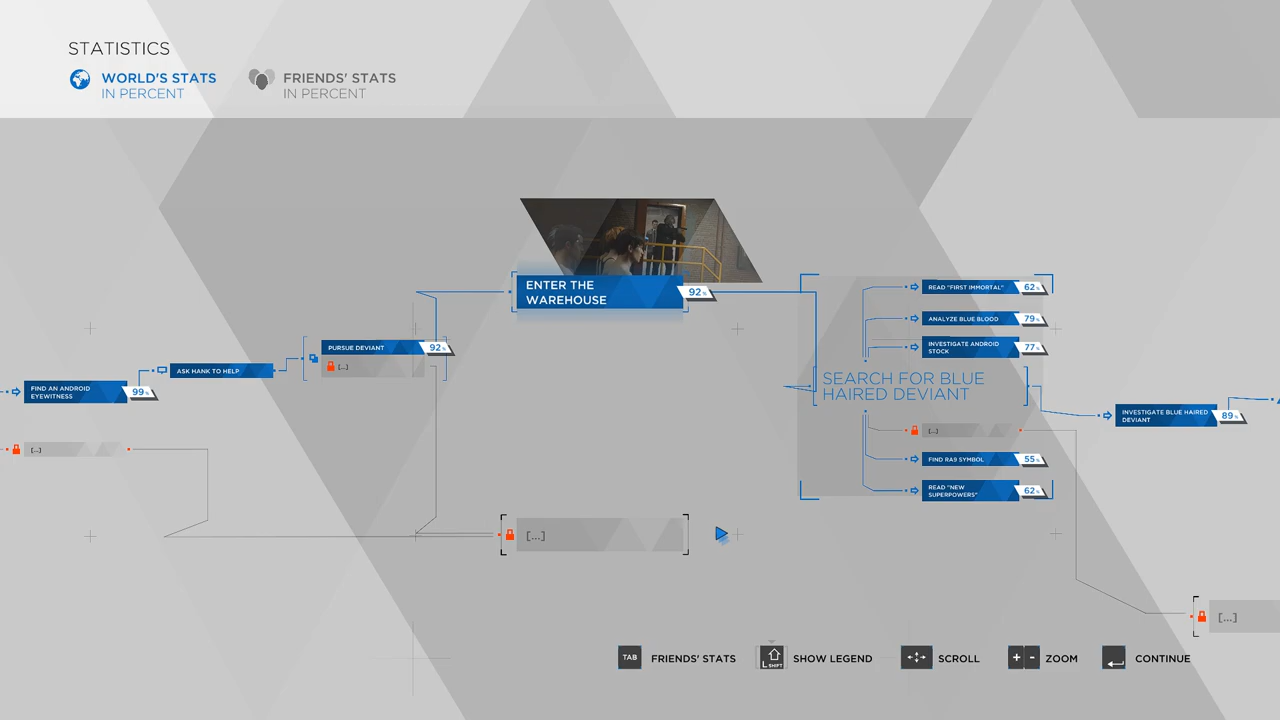 STATISTICS
WORLD'S STATS
IN PERCENT
FRIENDS' STATS
IN PERCENT
ENTER THE
WAREHOUSE
92%
READ "FIRST IMMORTAL"
62%
ANALYZE BLUE BLOOD
79%
INVESTIGATE ANDROID
STOCK
77%
PURSUE DEVIANT
92%
[...]
ASK HANK TO HELP
FIND AN ANDROID
EYEWITNESS
99%
[...]
SEARCH FOR BLUE
HAIRED DEVIANT
INVESTIGATE BLUE HAIRED
DEVIANT
89%
[...]
FIND RA9 SYMBOL
55%
READ "NEW
SUPERPOWERS"
62%
[...]
[...]
TAB
FRIENDS' STATS
L SHIFT
SHOW LEGEND
SCROLL
+ -
ZOOM
CONTINUE